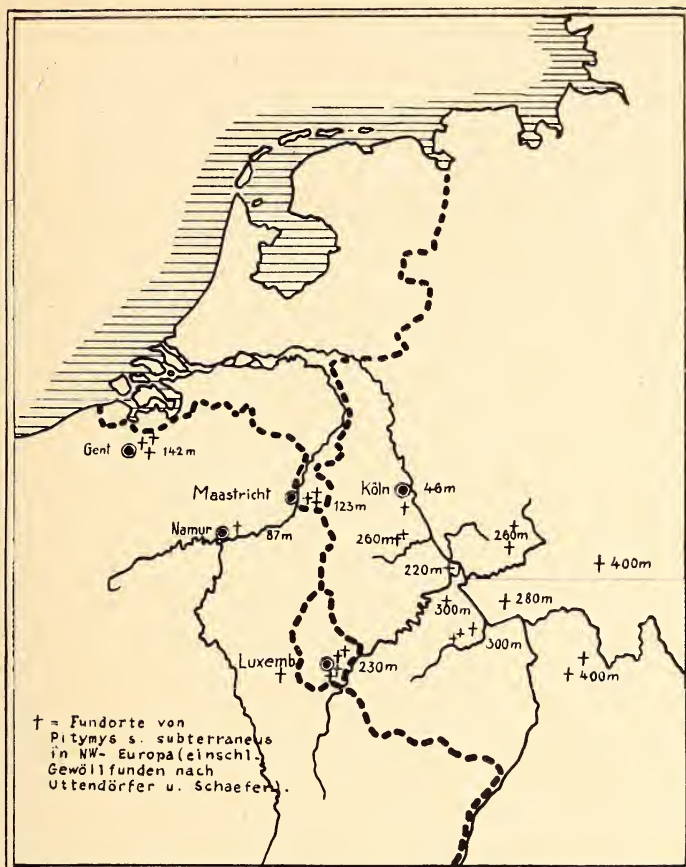 Gent
142m
Maastricht
123m
Köln
46m
Namur
87m
260m
260m
400m
220m
300m
280m
300m
400m
Luxemb.
230m
† = Fundorte von
Pitymys s. subterraneus
in NW- Europa (einschl.
Gewöllfunden nach
Uttendörfer u. Schaefer).